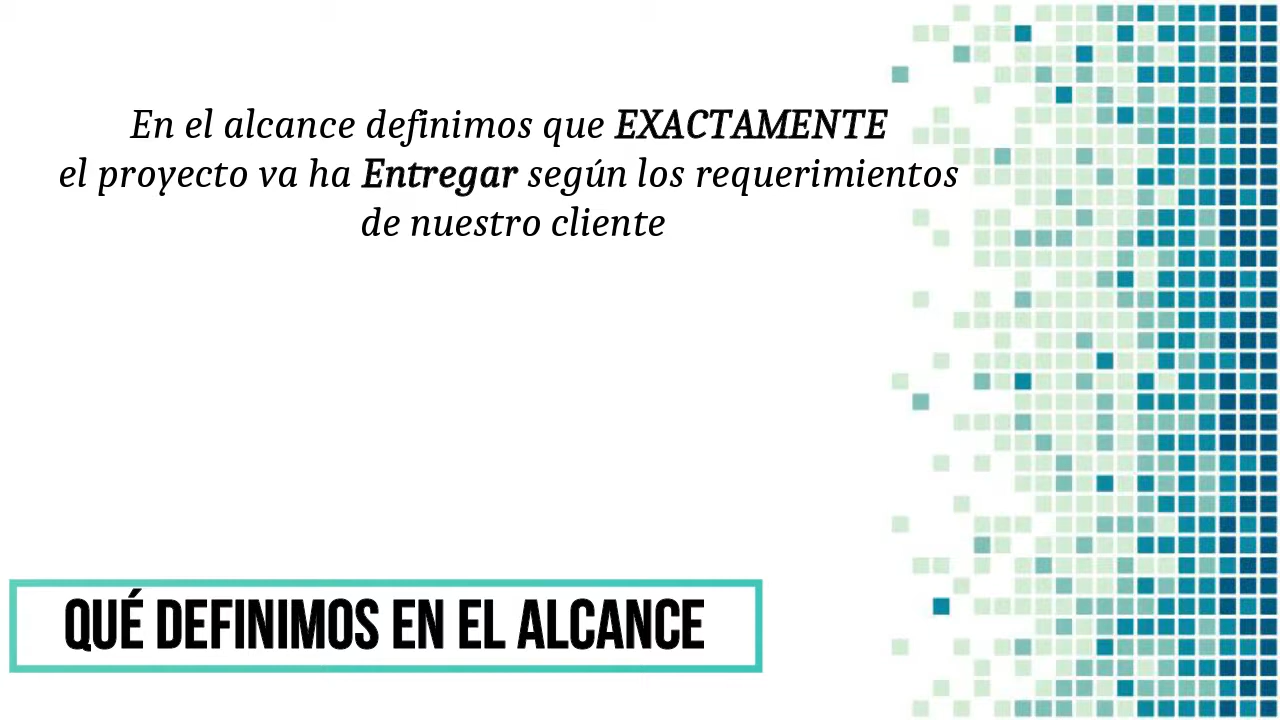 En el alcance definimos que EXACTAMENTE
el proyecto va ha Entregar según los requerimientos
de nuestro cliente
QUÉ DEFINIMOS EN EL ALCANCE